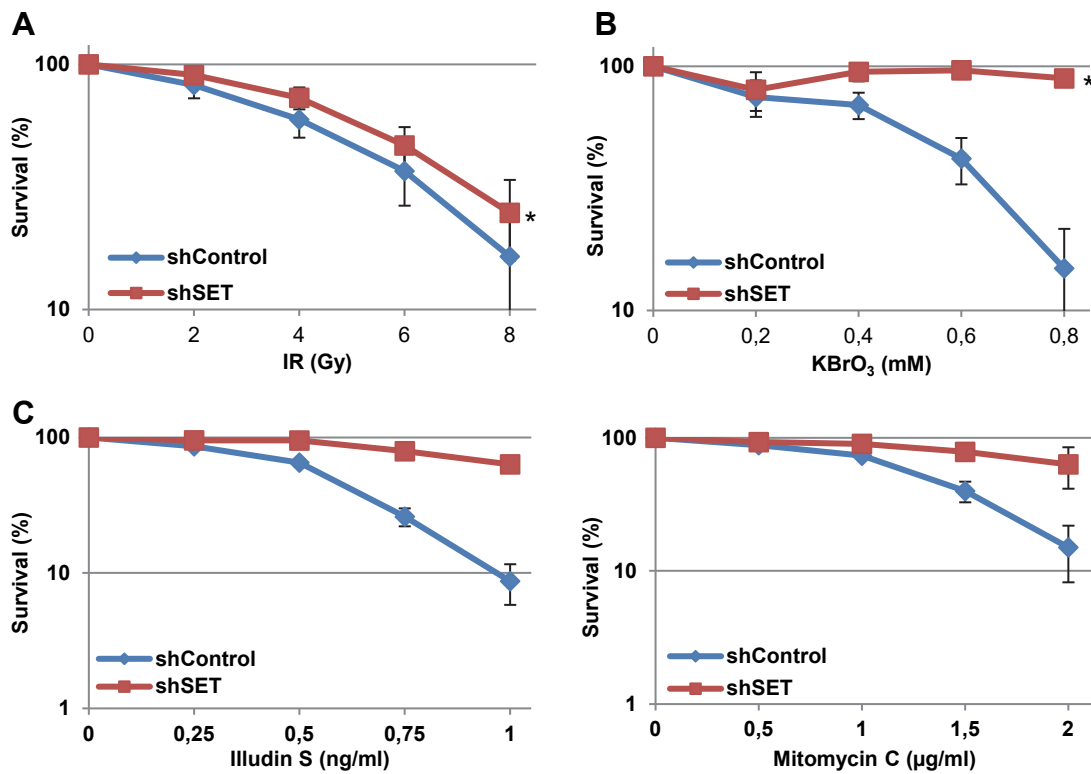 A
100
10
Survival (%)
shControl
shSET
*
0 2 4 6 8
IR (Gy)
B
100
10
Survival (%)
shControl
shSET
*
0 0,2 0,4 0,6 0,8
KBrO₃ (mM)
C
100
10
1
Survival (%)
shControl
shSET
0 0,25 0,5 0,75 1
Illudin S (ng/ml)
100
10
1
Survival (%)
shControl
shSET
0 0,5 1 1,5 2
Mitomycin C (µg/ml)